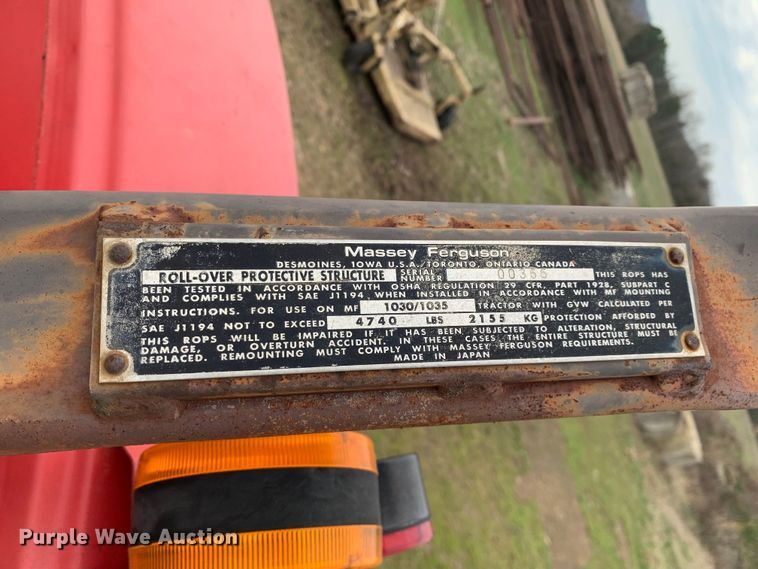 Massey Ferguson
DESMOINES, IOWA U.S.A./TORONTO, ONTARIO CANADA
ROLL-OVER PROTECTIVE STRUCTURE SERIAL NUMBER 00366 THIS ROPS HAS
BEEN TESTED IN ACCORDANCE WITH OSHA REGULATION 29 CFR, PART 1928, SUBPART C
AND COMPLIES WITH SAE J1194, WHEN INSTALLED IN ACCORDANCE WITH MF MOUNTING
INSTRUCTIONS. FOR USE ON MF 1030/1035 TRACTOR WITH GVW CALCULATED PER
SAE J1194 NOT TO EXCEED 4740 LBS 2155 KG PROTECTION AFFORDED BY
THIS ROPS WILL BE IMPAIRED IF IT HAS BEEN SUBJECTED TO ALTERATION, STRUCTURAL
DAMAGE, OR OVERTURN ACCIDENT. IN THESE CASES, THE ENTIRE STRUCTURE MUST BE
REPLACED. REMOUNTING MUST COMPLY WITH MASSEY FERGUSON REQUIREMENTS.
MADE IN JAPAN
Purple Wave Auction